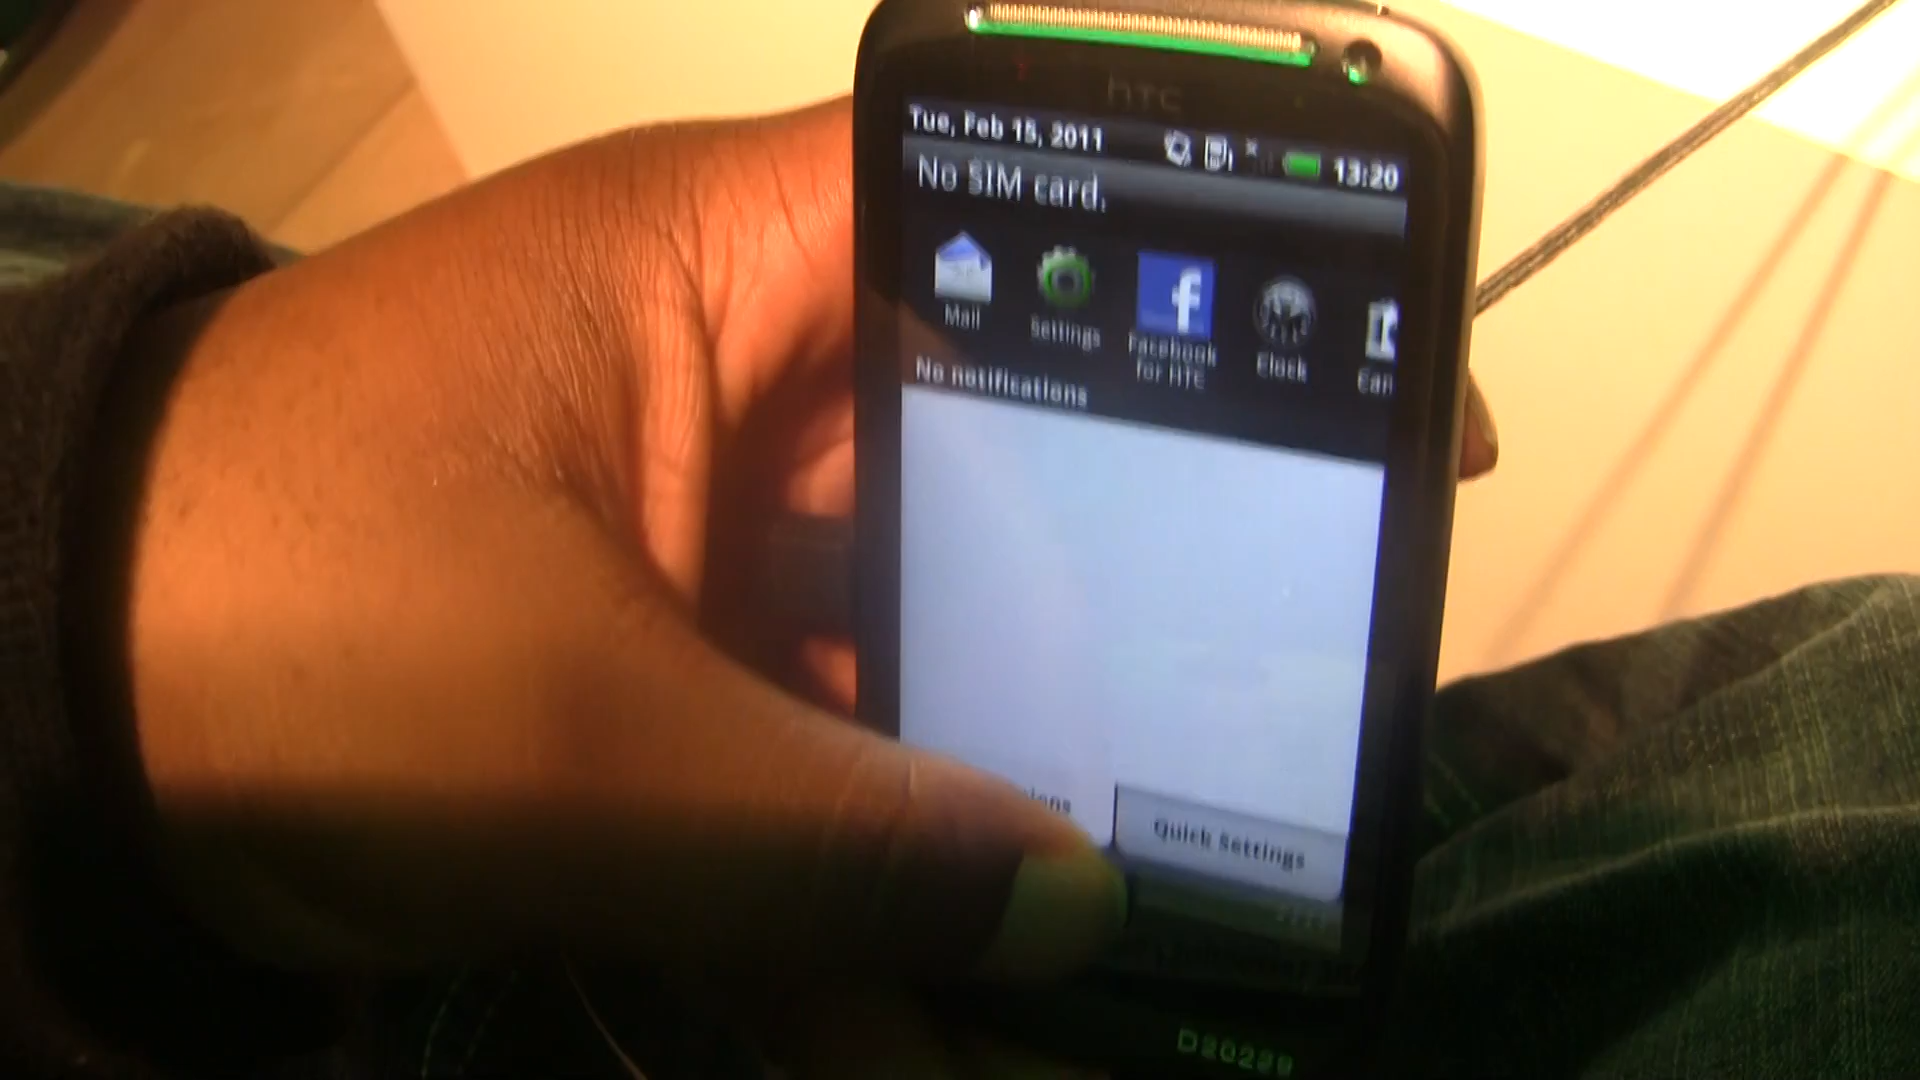 htc
Tue, Feb 15, 2011 13:20
No SIM card.
Mail
Settings
Facebook
for HTC
Clock
No notifications
Quick Settings